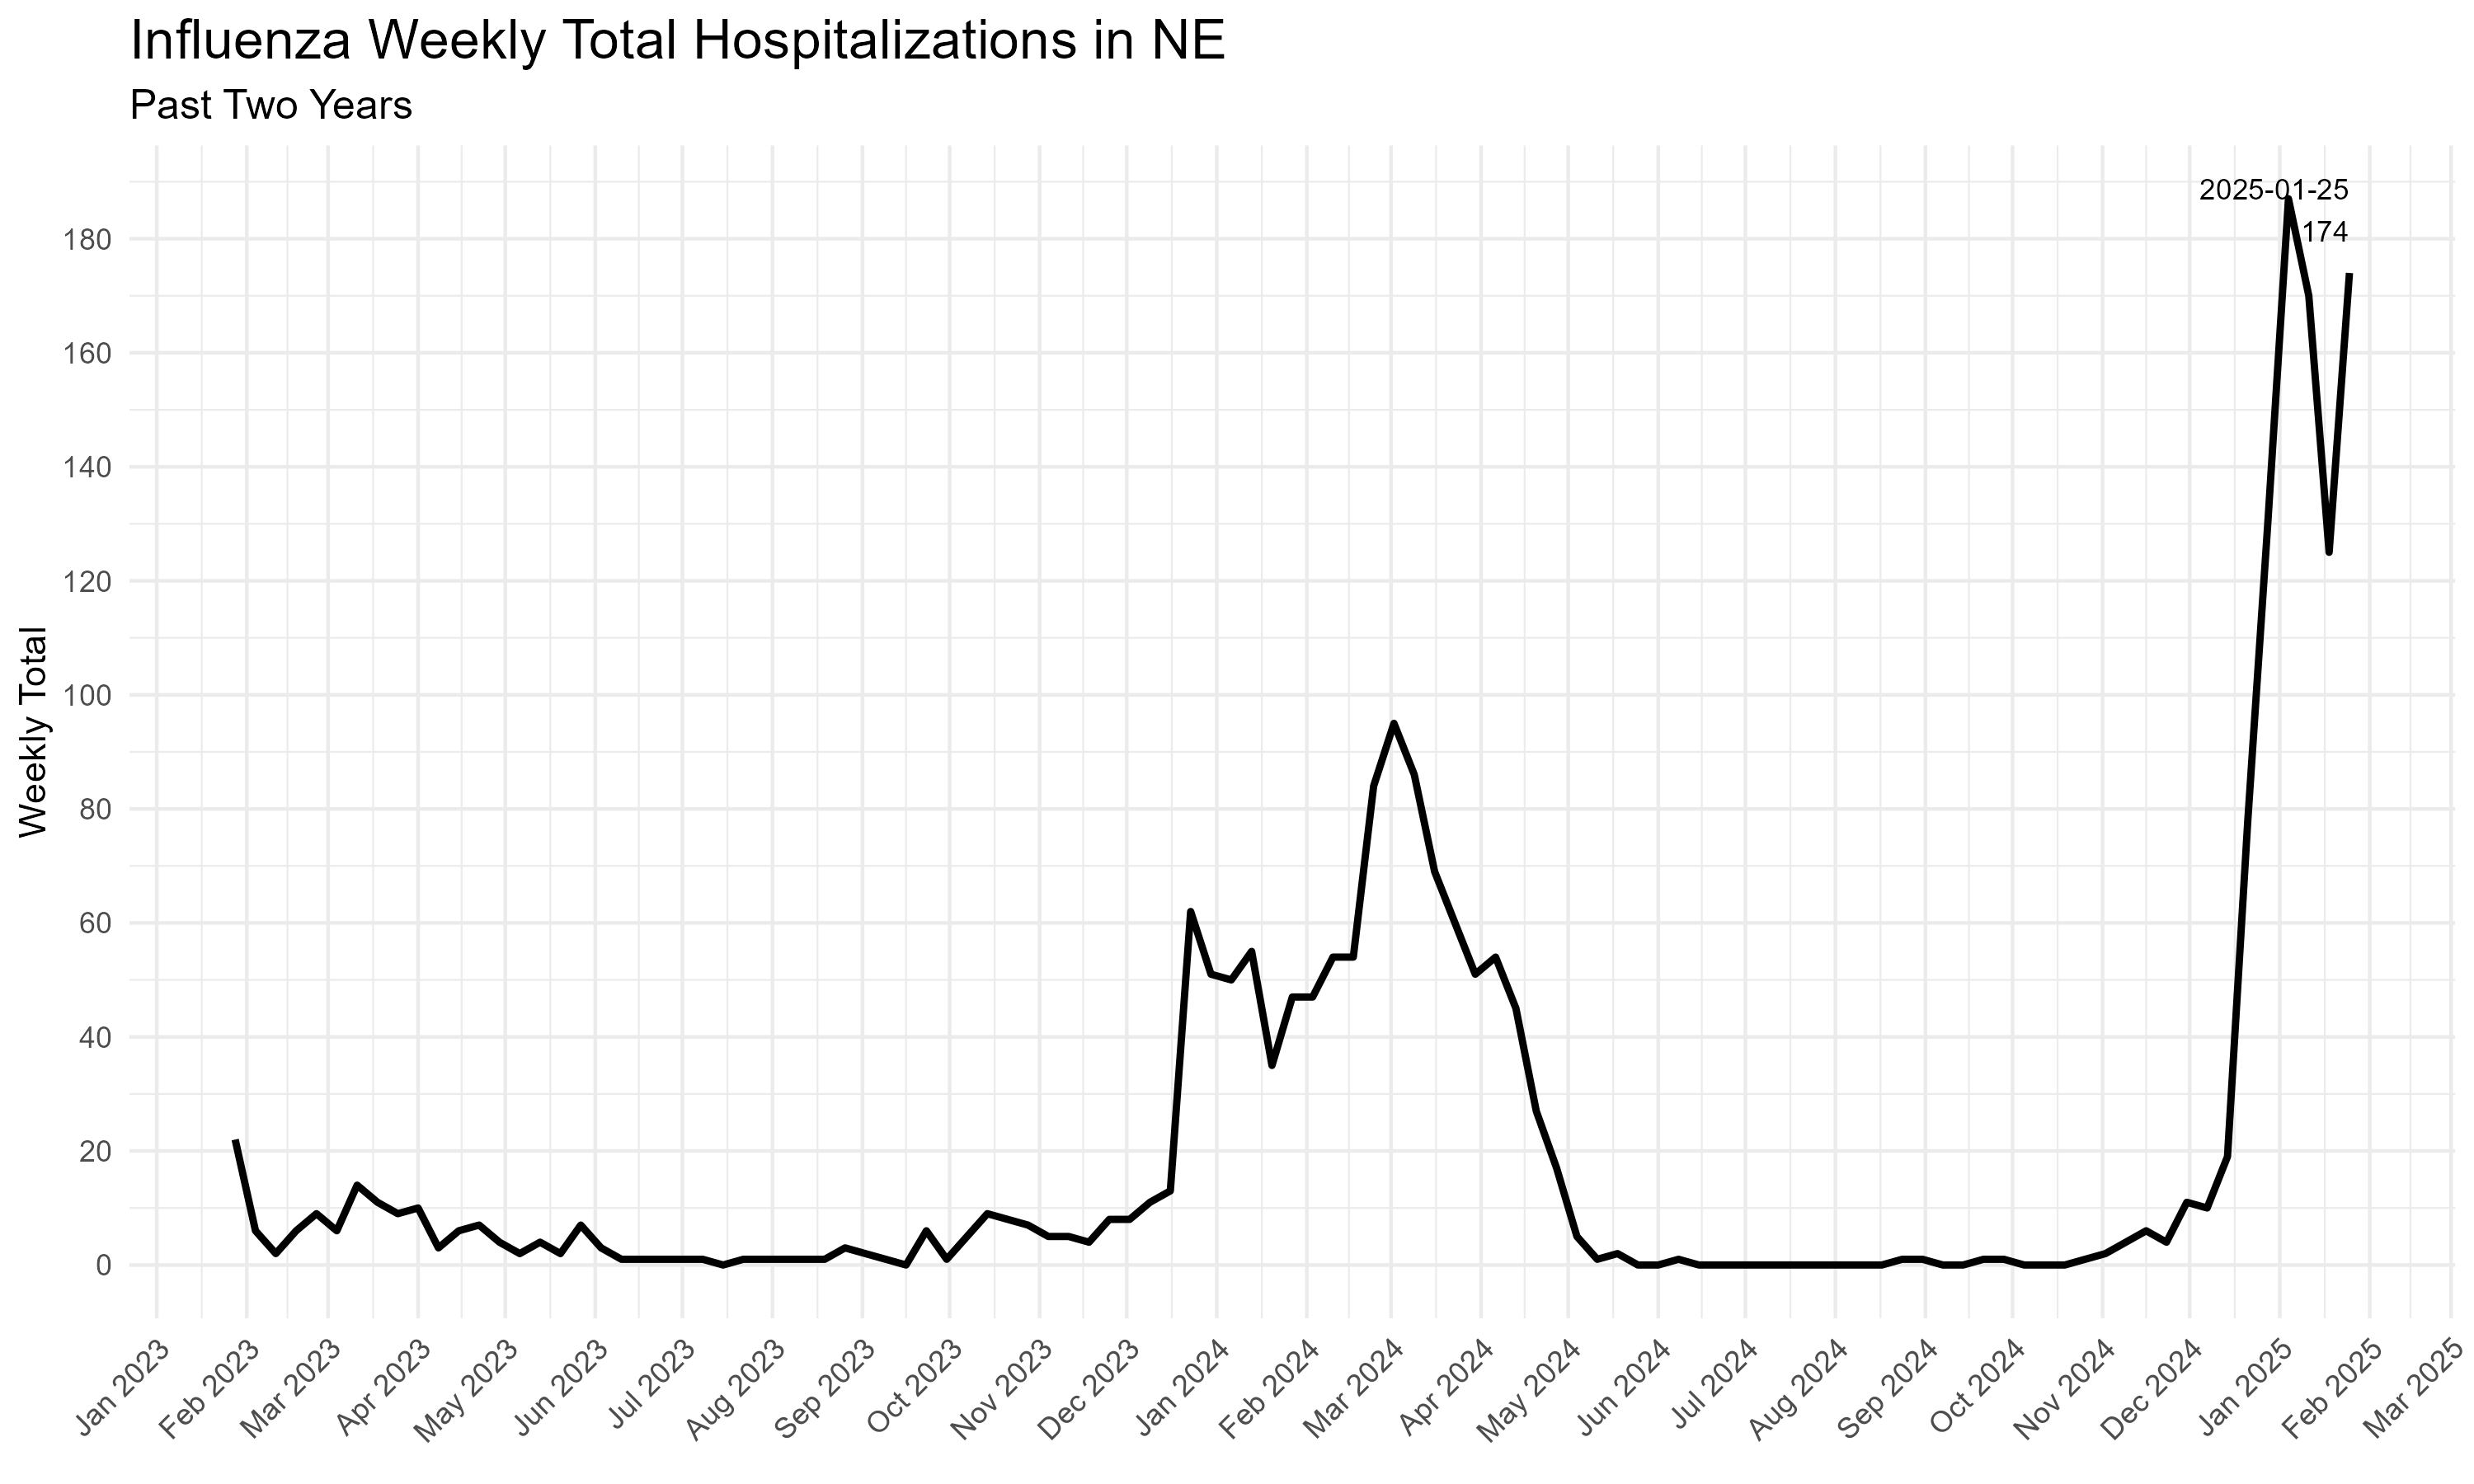 Influenza Weekly Total Hospitalizations in NE
Past Two Years
2025-01-25
174
180
160
140
120
100
80
60
40
20
0
Weekly Total
Jan 2023
Feb 2023
Mar 2023
Apr 2023
May 2023
Jun 2023
Jul 2023
Aug 2023
Sep 2023
Oct 2023
Nov 2023
Dec 2023
Jan 2024
Feb 2024
Mar 2024
Apr 2024
May 2024
Jun 2024
Jul 2024
Aug 2024
Sep 2024
Oct 2024
Nov 2024
Dec 2024
Jan 2025
Feb 2025
Mar 2025